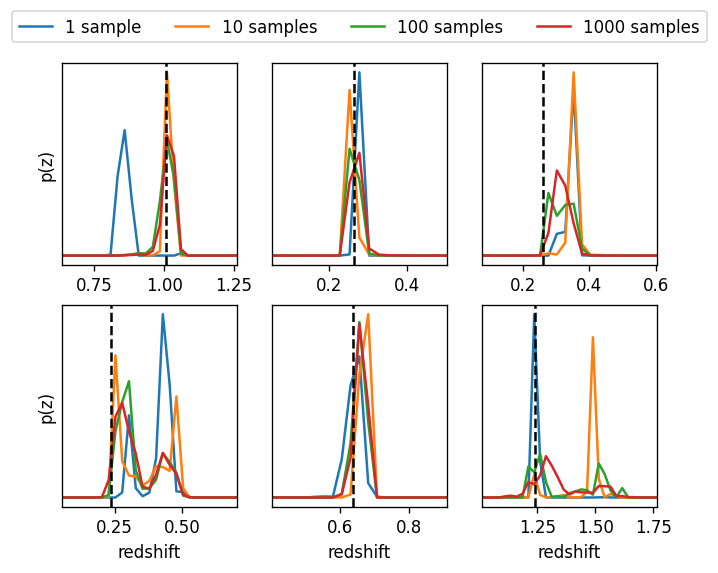 1 sample 10 samples 100 samples 1000 samples
p(z)
0.75 1.00 1.25
0.2 0.4
0.2 0.4 0.6
p(z)
0.25 0.50
0.6 0.8
1.25 1.50 1.75
redshift redshift redshift